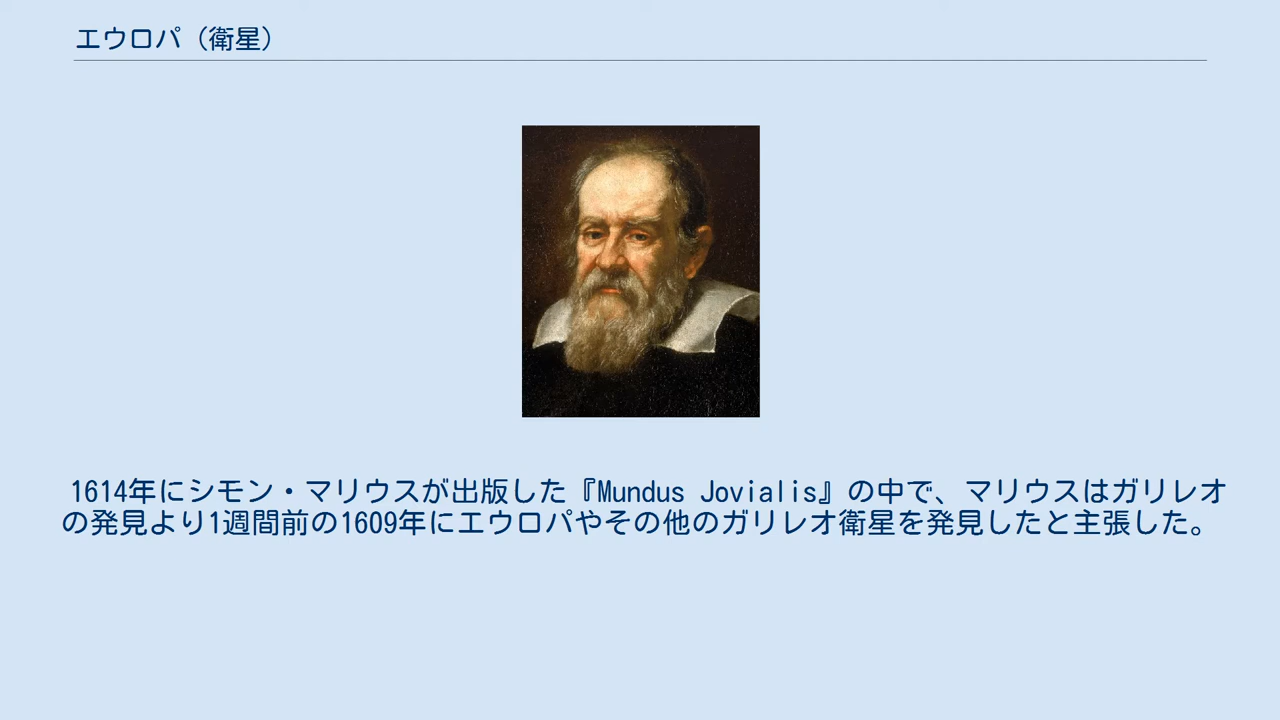 エウロパ（衛星）
1614年にシモン・マリウスが出版した『Mundus Jovialis』の中で、マリウスはガリレオ
の発見より1週間前の1609年にエウロパやその他のガリレオ衛星を発見したと主張した。